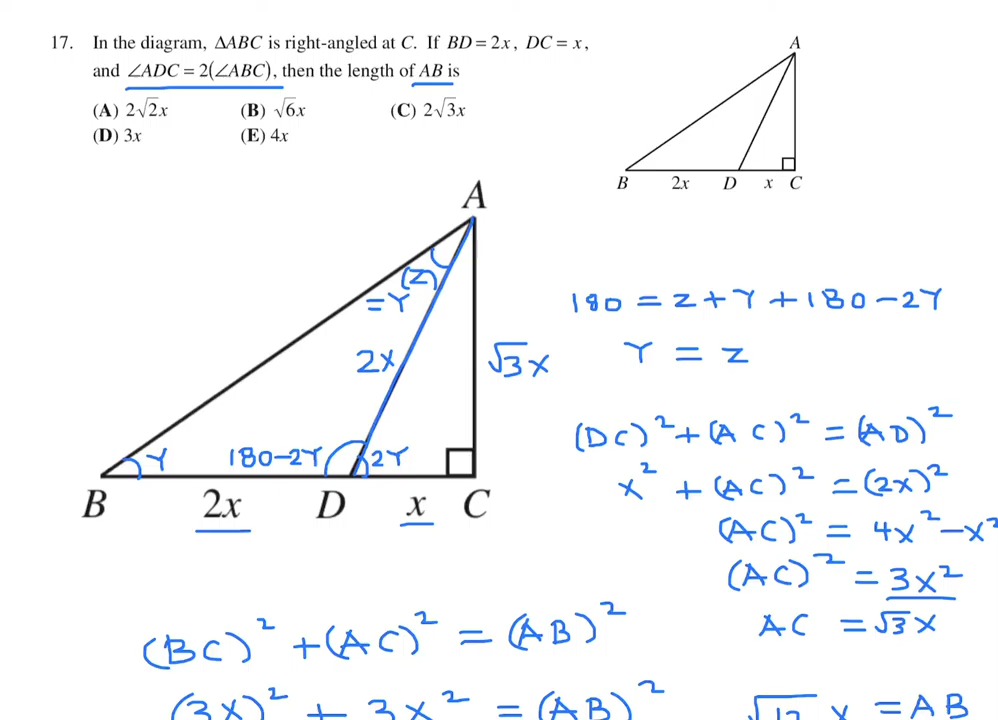 17. In the diagram, ΔABC is right-angled at C. If BD = 2x, DC = x,
and ∠ADC = 2(∠ABC), then the length of AB is
(A) 2√2x (B) √6x (C) 2√3x
(D) 3x (E) 4x
A
B 2x D x C
A
(Z)
= Y
2X
√3X
Y 180-2Y 2Y
B 2x D x C
180 = Z + Y + 180 - 2Y
Y = Z
(DC)² + (AC)² = (AD)²
x² + (AC)² = (2x)²
(AC)² = 4x² - x²
(AC)² = 3x²
AC = √3x
(BC)² + (AC)² = (AB)²
(3x)² + 3x² = (AB)²
√12 x = AB